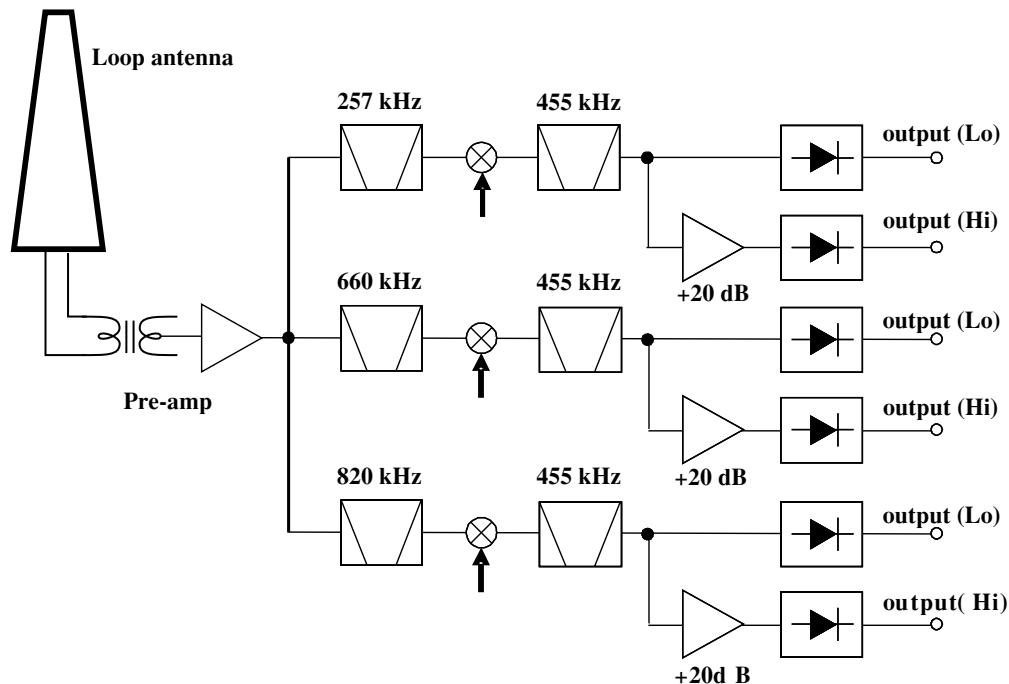 Loop antenna
257 kHz
455 kHz
output (Lo)
output (Hi)
+20 dB
660 kHz
455 kHz
output (Lo)
Pre-amp
output (Hi)
+20 dB
820 kHz
455 kHz
output (Lo)
output( Hi)
+20d B